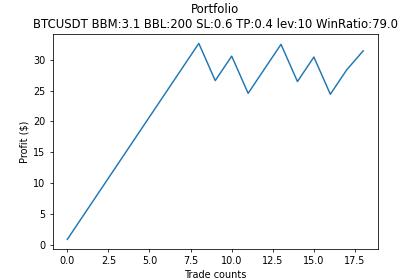 Portfolio
BTCUSDT BBM:3.1 BBL:200 SL:0.6 TP:0.4 lev:10 WinRatio:79.0
Profit ($)
30
25
20
15
10
5
0
0.0 2.5 5.0 7.5 10.0 12.5 15.0 17.5
Trade counts